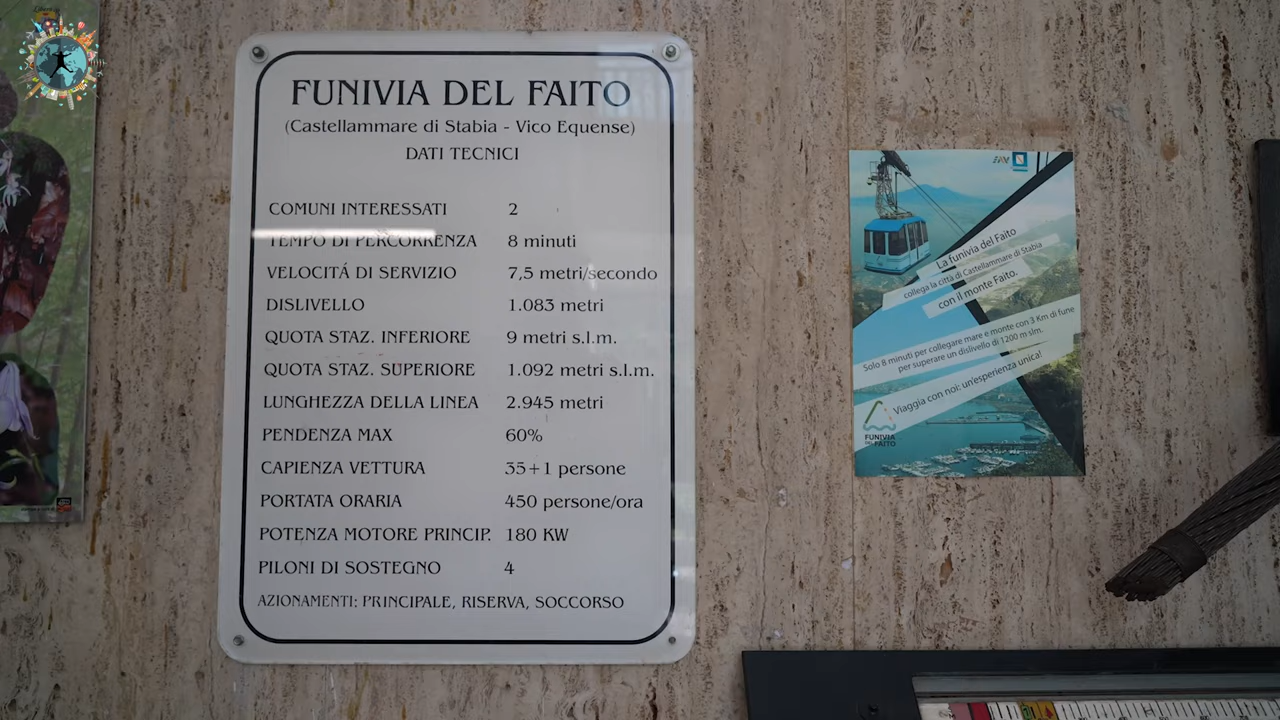 FUNIVIA DEL FAITO
(Castellammare di Stabia - Vico Equense)
DATI TECNICI
COMUNI INTERESSATI 2
TEMPO DI PERCORRENZA 8 minuti
VELOCITÁ DI SERVIZIO 7,5 metri/secondo
DISLIVELLO 1.083 metri
QUOTA STAZ. INFERIORE 9 metri s.l.m.
QUOTA STAZ. SUPERIORE 1.092 metri s.l.m.
LUNGHEZZA DELLA LINEA 2.945 metri
PENDENZA MAX 60%
CAPIENZA VETTURA 35+1 persone
PORTATA ORARIA 450 persone/ora
POTENZA MOTORE PRINCIP. 180 KW
PILONI DI SOSTEGNO 4
AZIONAMENTI: PRINCIPALE, RISERVA, SOCCORSO
EAV
La funivia del Faito
collega la città di Castellammare di Stabia
con il monte Faito.
Solo 8 minuti per collegare mare e monte con 3 Km di fune
per superare un dislivello di 1200 m slm.
Viaggia con noi: un'esperienza unica!
FUNIVIA
DEL FAITO